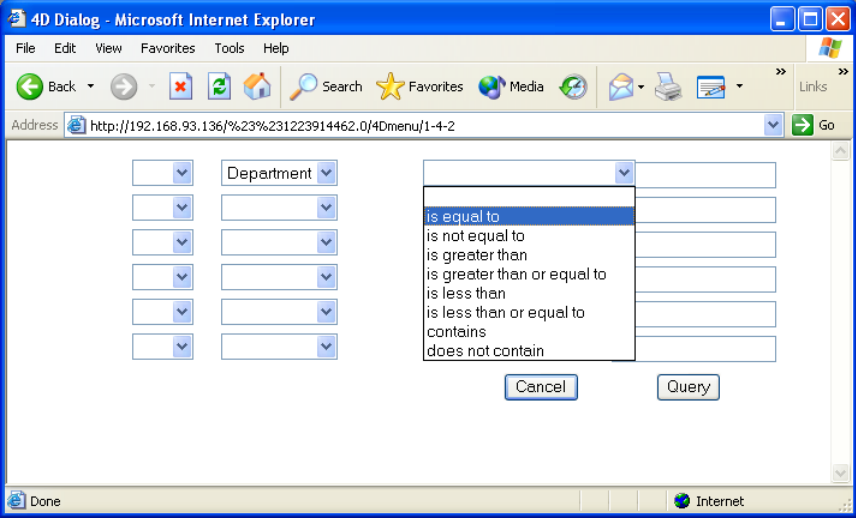 4D Dialog - Microsoft Internet Explorer
File Edit View Favorites Tools Help
Back Search Favorites Media » Links »
Address http://192.168.93.136/%23%231223914462.0/4Dmenu/1-4-2 Go
Department
is equal to
is not equal to
is greater than
is greater than or equal to
is less than
is less than or equal to
contains
does not contain
Cancel Query
Done Internet